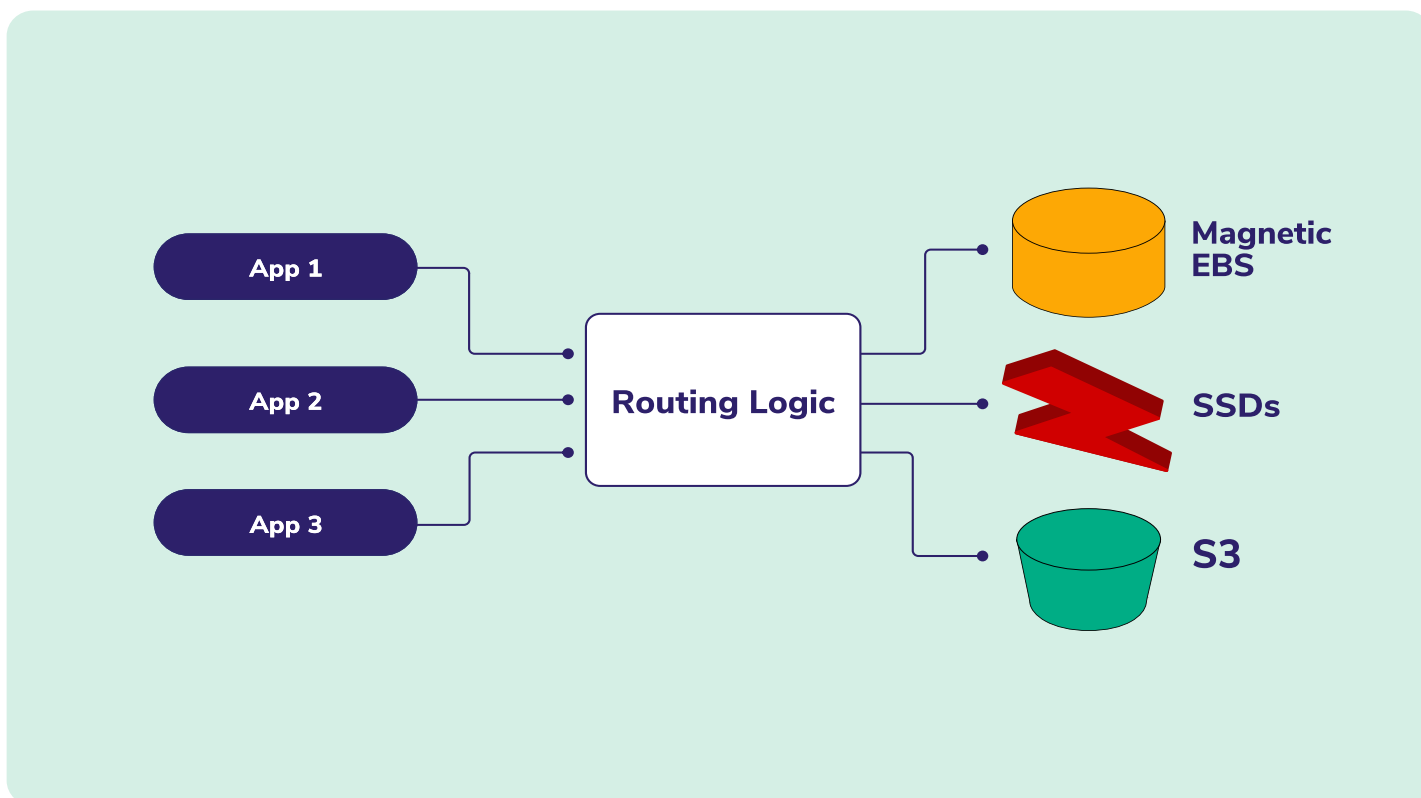 App 1
App 2
App 3
Routing Logic
Magnetic
EBS
SSDs
S3